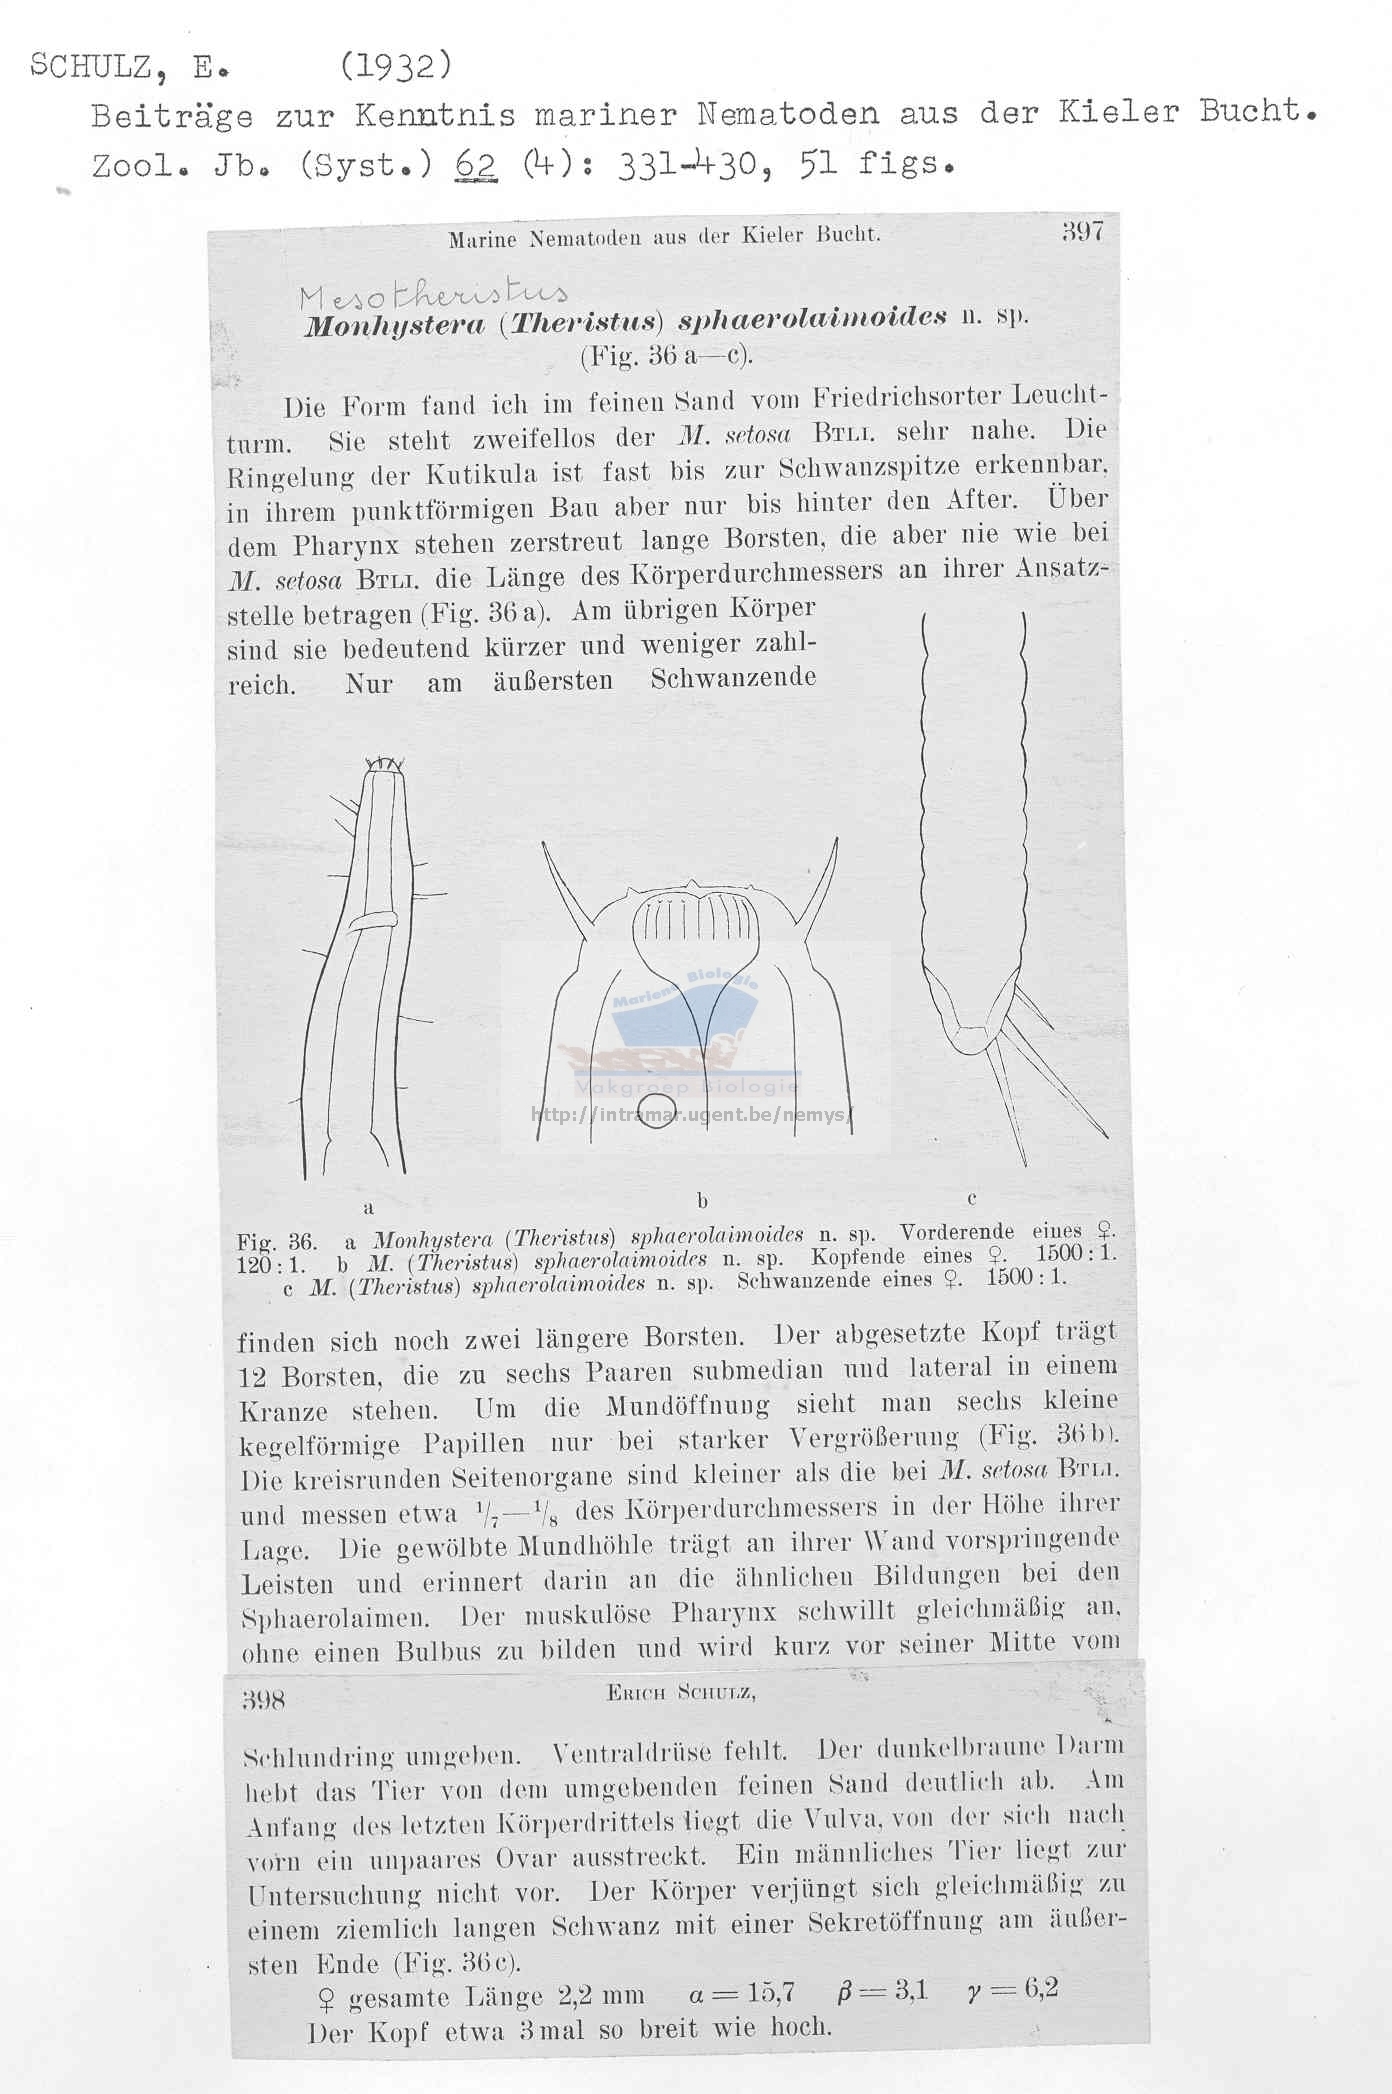 SCHULZ, E. (1932)
Beiträge zur Kenntnis mariner Nematoden aus der Kieler Bucht.
Zool. Jb. (Syst.) 62 (4): 331-430, 51 figs.
Marine Nematoden aus der Kieler Bucht. 397
Mesotheristus
Monhystera (Theristus) sphaerolaimoides n. sp.
(Fig. 36 a—c).
Die Form fand ich im feinen Sand vom Friedrichsorter Leucht-
turm. Sie steht zweifellos der M. setosa BTLI. sehr nahe. Die
Ringelung der Kutikula ist fast bis zur Schwanzspitze erkennbar,
in ihrem punktförmigen Bau aber nur bis hinter den After. Über
dem Pharynx stehen zerstreut lange Borsten, die aber nie wie bei
M. setosa BTLI. die Länge des Körperdurchmessers an ihrer Ansatz-
stelle betragen (Fig. 36 a). Am übrigen Körper
sind sie bedeutend kürzer und weniger zahl-
reich. Nur am äußersten Schwanzende
Mariene Biologie
Vakgroep Biologie
http://intramar.ugent.be/nemys/
a b c
Fig. 36. a Monhystera (Theristus) sphaerolaimoides n. sp. Vorderende eines ♀.
120 : 1. b M. (Theristus) sphaerolaimoides n. sp. Kopfende eines ♀. 1500 : 1.
c M. (Theristus) sphaerolaimoides n. sp. Schwanzende eines ♀. 1500 : 1.
finden sich noch zwei längere Borsten. Der abgesetzte Kopf trägt
12 Borsten, die zu sechs Paaren submedian und lateral in einem
Kranze stehen. Um die Mundöffnung sieht man sechs kleine
kegelförmige Papillen nur bei starker Vergrößerung (Fig. 36 b).
Die kreisrunden Seitenorgane sind kleiner als die bei M. setosa BTLI.
und messen etwa 1/7—1/8 des Körperdurchmessers in der Höhe ihrer
Lage. Die gewölbte Mundhöhle trägt an ihrer Wand vorspringende
Leisten und erinnert darin an die ähnlichen Bildungen bei den
Sphaerolaimen. Der muskulöse Pharynx schwillt gleichmäßig an,
ohne einen Bulbus zu bilden und wird kurz vor seiner Mitte vom
398 ERICH SCHULZ,
Schlundring umgeben. Ventraldrüse fehlt. Der dunkelbraune Darm
hebt das Tier von dem umgebenden feinen Sand deutlich ab. Am
Anfang des letzten Körperdrittels liegt die Vulva, von der sich nach
vorn ein unpaares Ovar ausstreckt. Ein männliches Tier liegt zur
Untersuchung nicht vor. Der Körper verjüngt sich gleichmäßig zu
einem ziemlich langen Schwanz mit einer Sekretöffnung am äußer-
sten Ende (Fig. 36 c).
♀ gesamte Länge 2,2 mm α = 15,7 β = 3,1 γ = 6,2
Der Kopf etwa 3 mal so breit wie hoch.